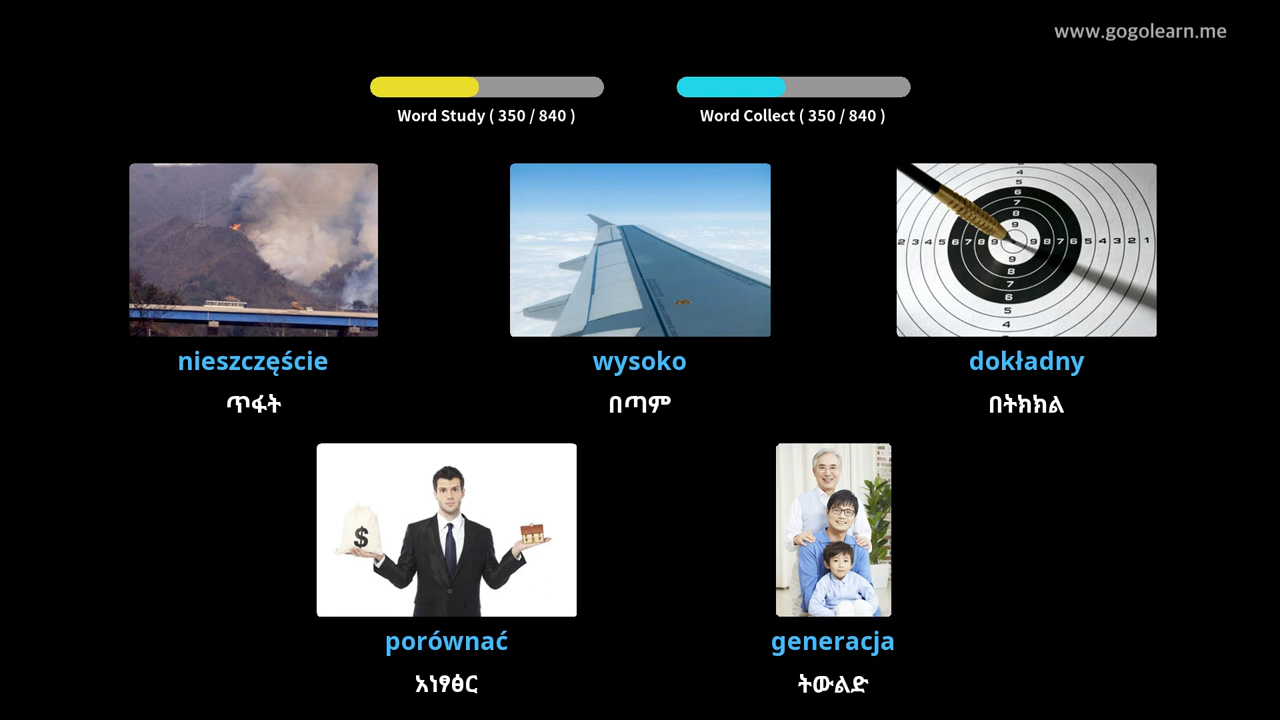 www.gogolearn.me
Word Study ( 350 / 840 )
Word Collect ( 350 / 840 )
nieszczęście
wysoko
dokładny
ጥፋት
በጣም
በትክክል
$
porównać
generacja
አነፃፅር
ትውልድ